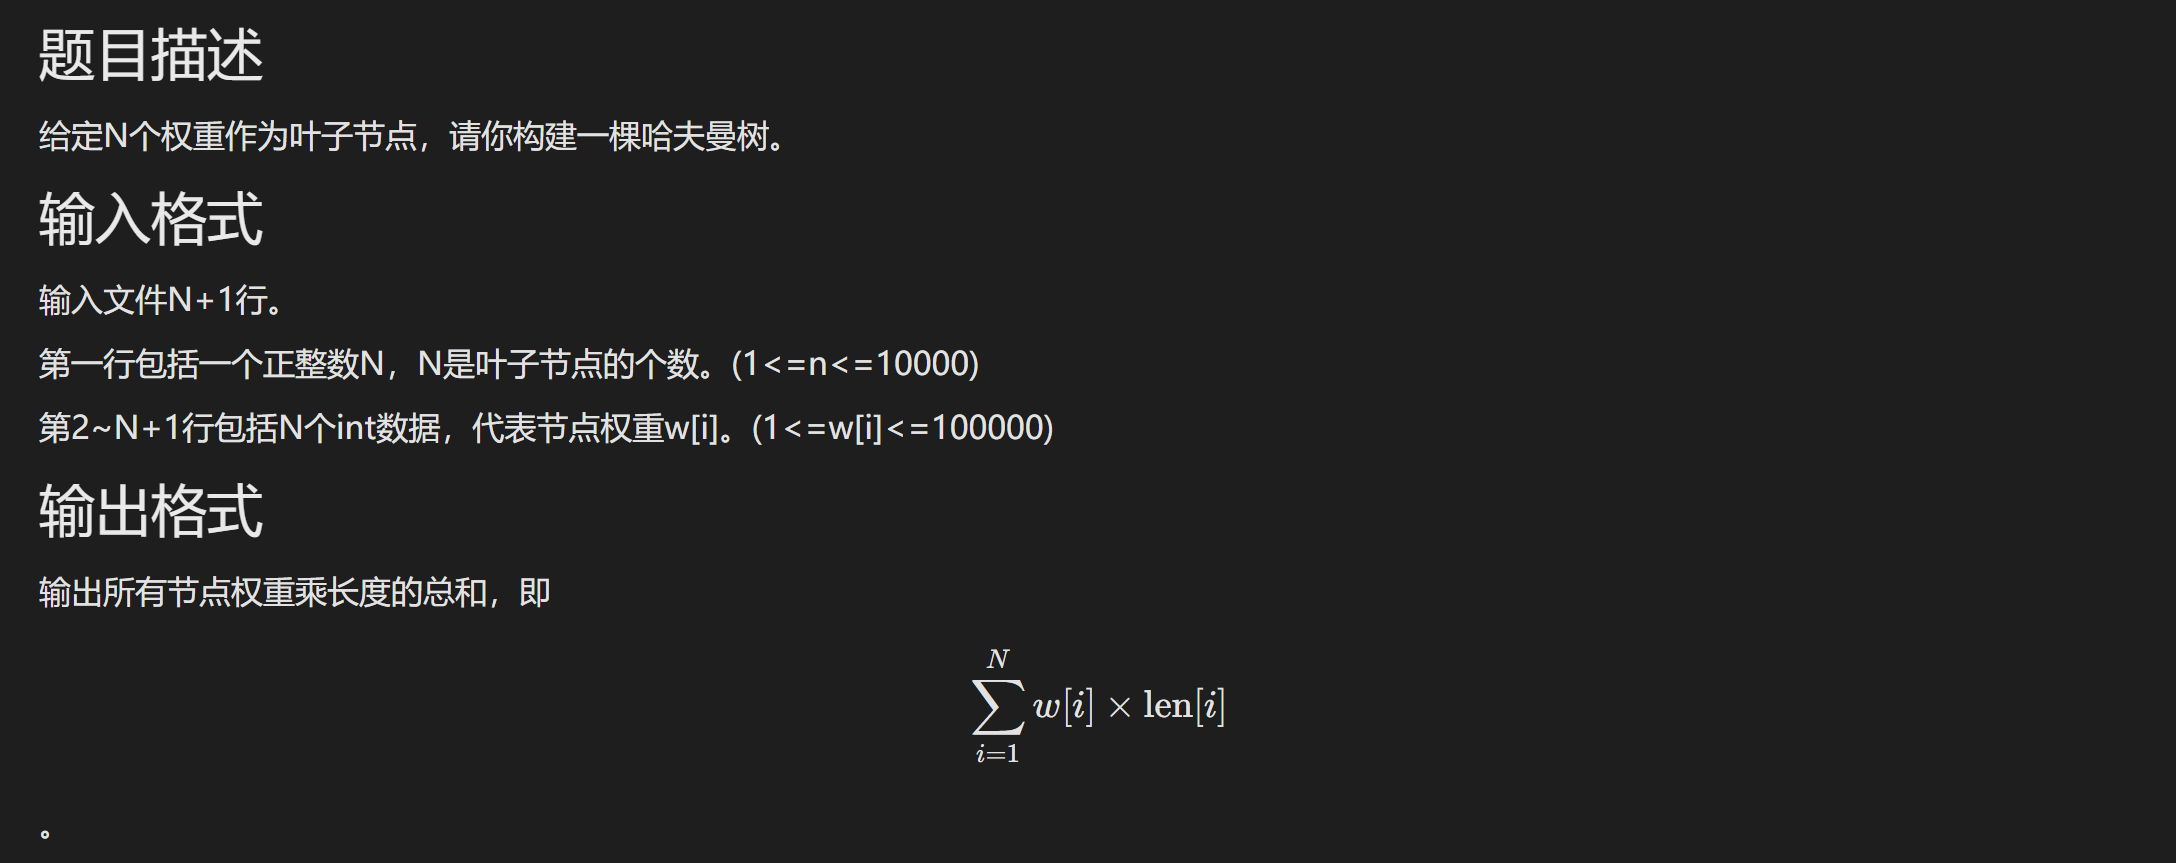 题目描述
给定N个权重作为叶子节点，请你构建一棵哈夫曼树。
输入格式
输入文件N+1行。
第一行包括一个正整数N，N是叶子节点的个数。(1<=n<=10000)
第2~N+1行包括N个int数据，代表节点权重w[i]。(1<=w[i]<=100000)
输出格式
输出所有节点权重乘长度的总和，即
N
∑ w[i] × len[i]
i=1
。